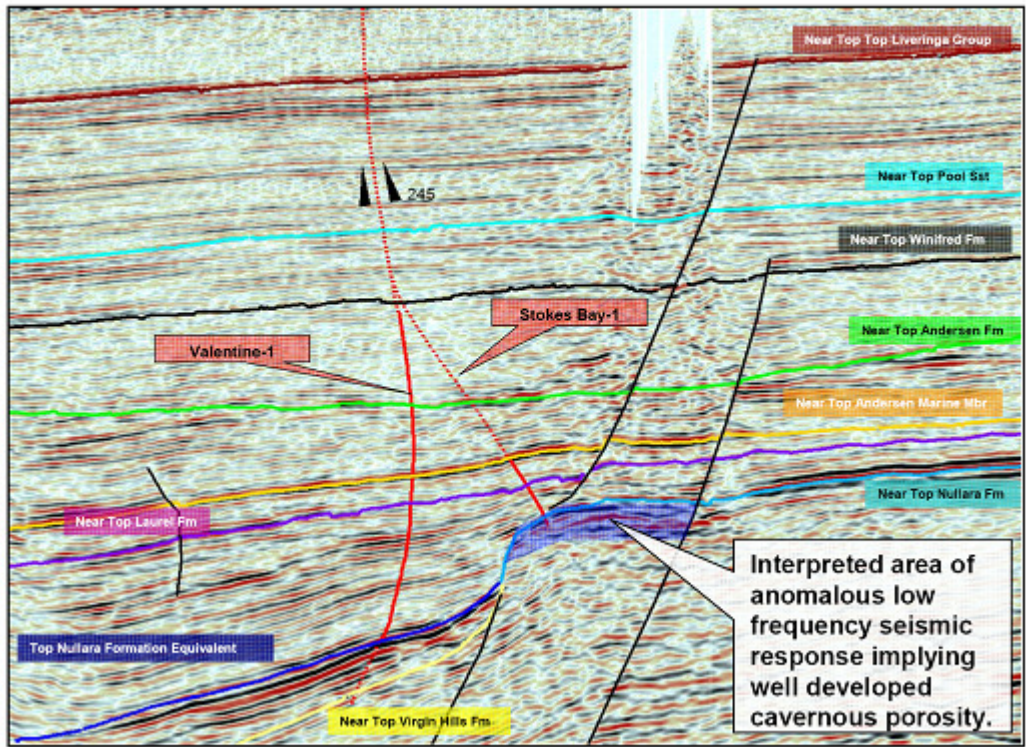 Near Top Top Liveringa Group
Near Top Pool Sst
245
Near Top Winifred Fm
Stokes Bay-1
Valentine-1
Near Top Andersen Fm
Near Top Andersen Marine Mbr
Near Top Laurel Fm
Near Top Nullara Fm
Interpreted area of
anomalous low
frequency seismic
response implying
well developed
cavernous porosity.
Top Nullara Formation Equivalent
Near Top Virgin Hills Fm